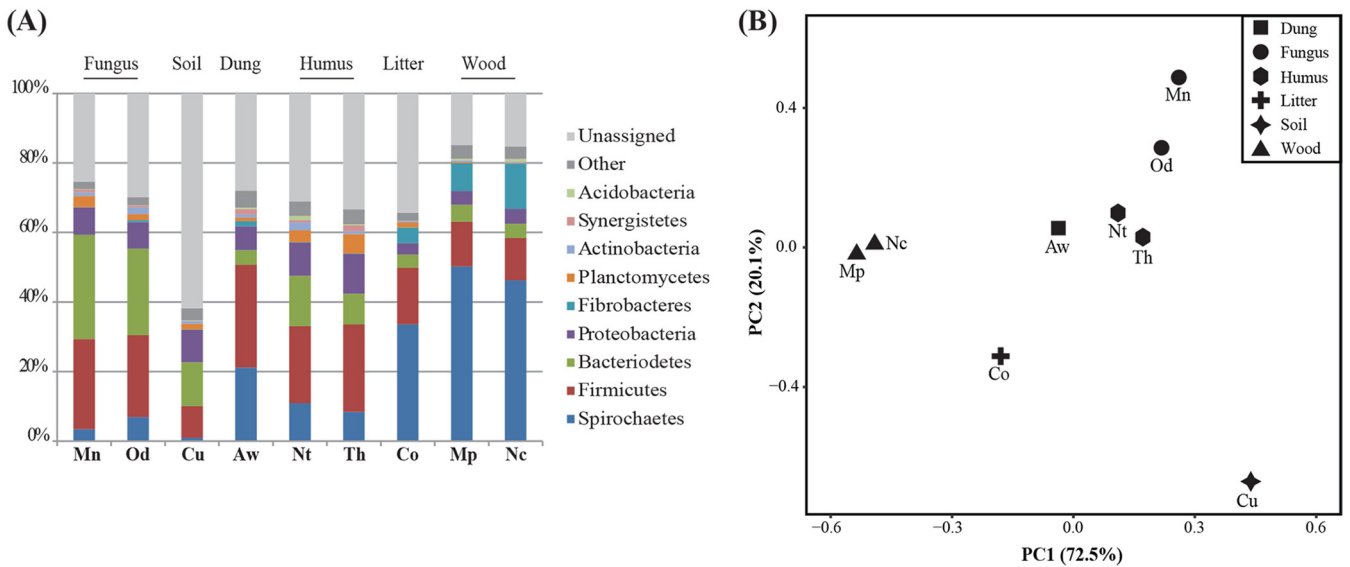 (A)
Fungus Soil Dung Humus Litter Wood
100%
80%
60%
40%
20%
0%
Mn Od Cu Aw Nt Th Co Mp Nc
Unassigned
Other
Acidobacteria
Synergistetes
Actinobacteria
Planctomycetes
Fibrobacteres
Proteobacteria
Bacteriodetes
Firmicutes
Spirochaetes
(B)
Dung
Fungus
Humus
Litter
Soil
Wood
Mn
Od
Nt
Th
Aw
Nc
Mp
Co
Cu
0.4
0.0
−0.4
PC2 (20.1%)
−0.6 −0.3 0.0 0.3 0.6
PC1 (72.5%)